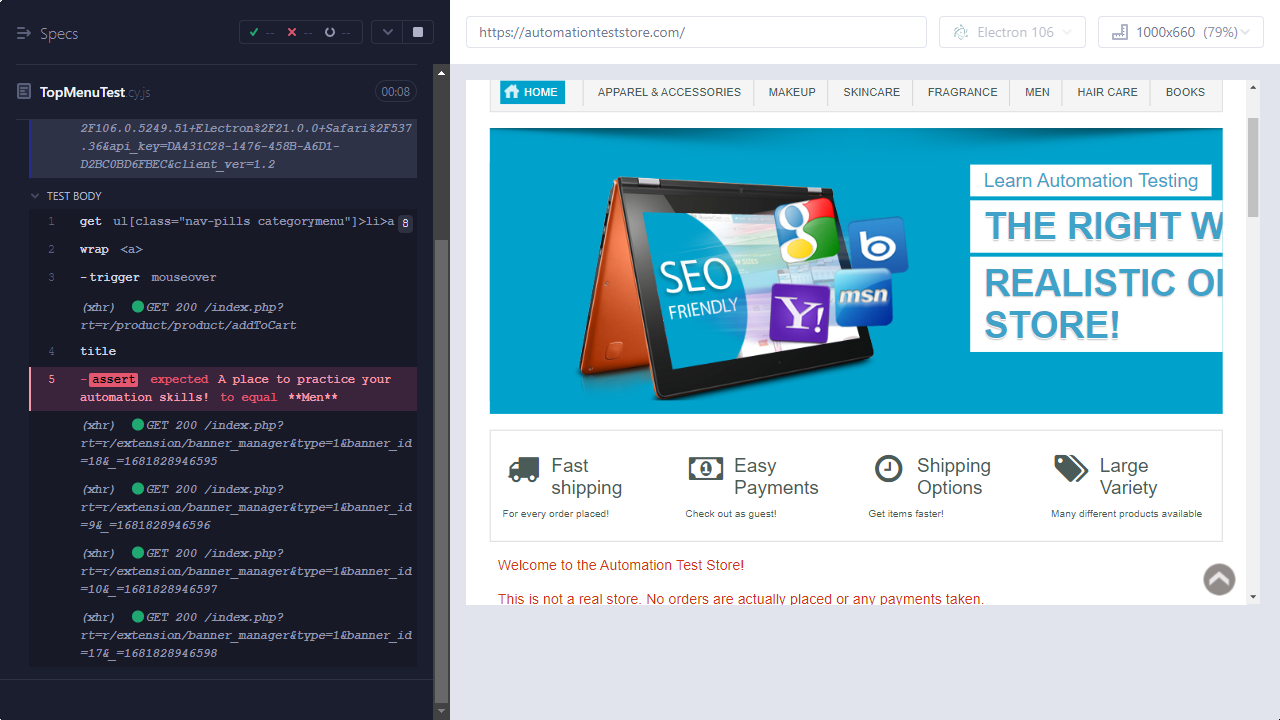 Specs
-- -- --
TopMenuTest.cy.js
00:08
2F106.0.5249.51+Electron%2F21.0.0+Safari%2F537
.36&api_key=DA431C28-1476-458B-A6D1-
D2BC0BD6FBEC&client_ver=1.2
TEST BODY
1 get ul[class="nav-pills categorymenu"]>li>a 8
2 wrap <a>
3 -trigger mouseover
(xhr) GET 200 /index.php?
rt=r/product/product/addToCart
4 title
5 -assert expected A place to practice your
automation skills! to equal **Men**
(xhr) GET 200 /index.php?
rt=r/extension/banner_manager&type=1&banner_id
=18&_=1681828946595
(xhr) GET 200 /index.php?
rt=r/extension/banner_manager&type=1&banner_id
=9&_=1681828946596
(xhr) GET 200 /index.php?
rt=r/extension/banner_manager&type=1&banner_id
=10&_=1681828946597
(xhr) GET 200 /index.php?
rt=r/extension/banner_manager&type=1&banner_id
=17&_=1681828946598
https://automationteststore.com/
Electron 106
1000x660 (79%)
HOME APPAREL & ACCESSORIES MAKEUP SKINCARE FRAGRANCE MEN HAIR CARE BOOKS
Learn Automation Testing
THE RIGHT W
REALISTIC O
STORE!
SEO
FRIENDLY
g
b
Y!
msn
Fast
shipping
For every order placed!
Easy
Payments
Check out as guest!
Shipping
Options
Get items faster!
Large
Variety
Many different products available
Welcome to the Automation Test Store!
This is not a real store. No orders are actually placed or any payments taken.